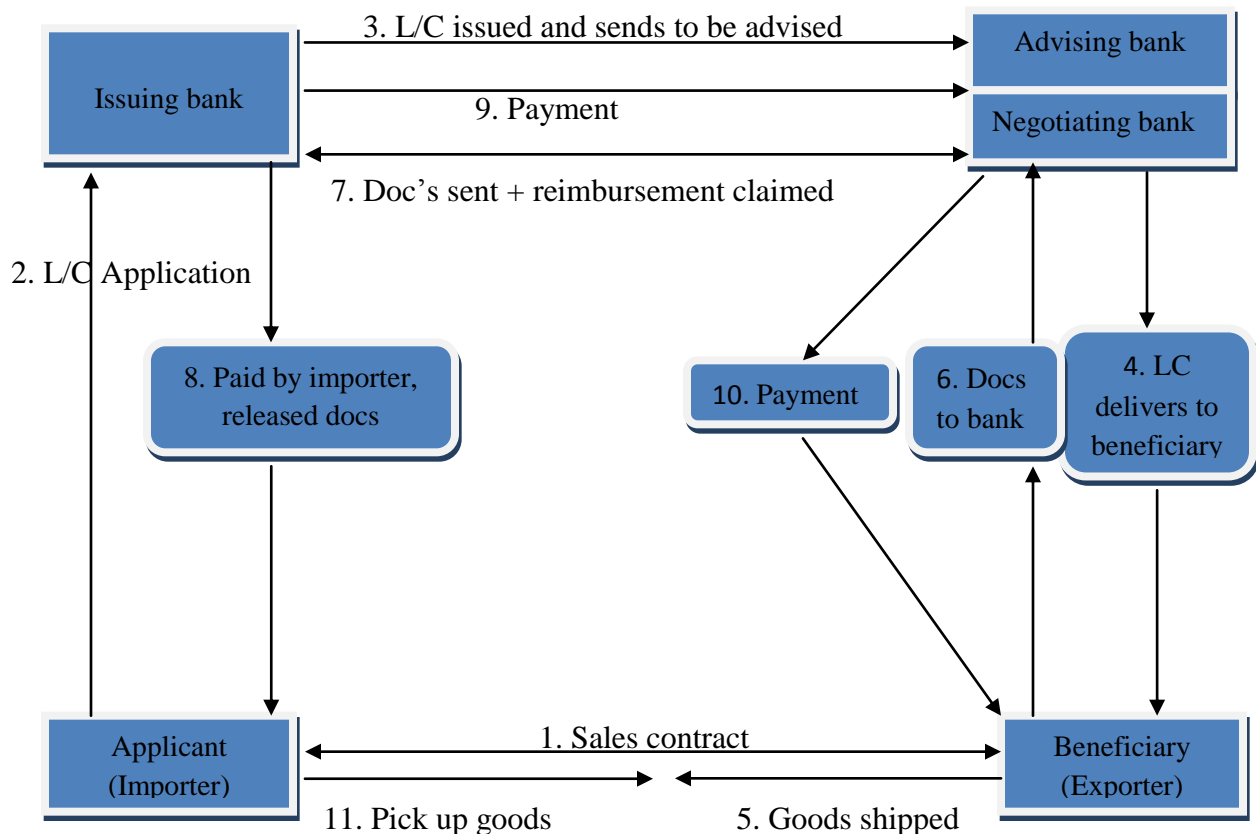 3. L/C issued and sends to be advised
Issuing bank
Advising bank
9. Payment
Negotiating bank
7. Doc’s sent + reimbursement claimed
2. L/C Application
8. Paid by importer,
released docs
10. Payment
6. Docs
to bank
4. LC
delivers to
beneficiary
1. Sales contract
Applicant
(Importer)
Beneficiary
(Exporter)
11. Pick up goods
5. Goods shipped